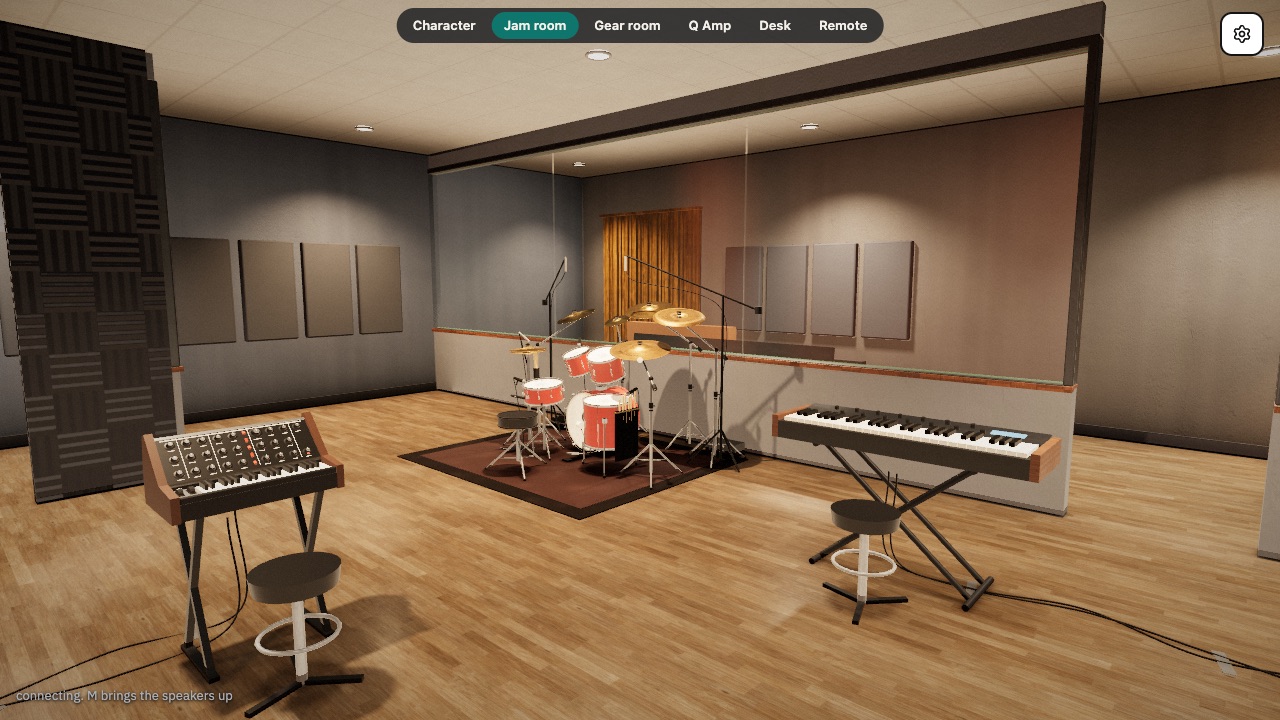 Character
Jam room
Gear room
Q Amp
Desk
Remote
connecting. M brings the speakers up